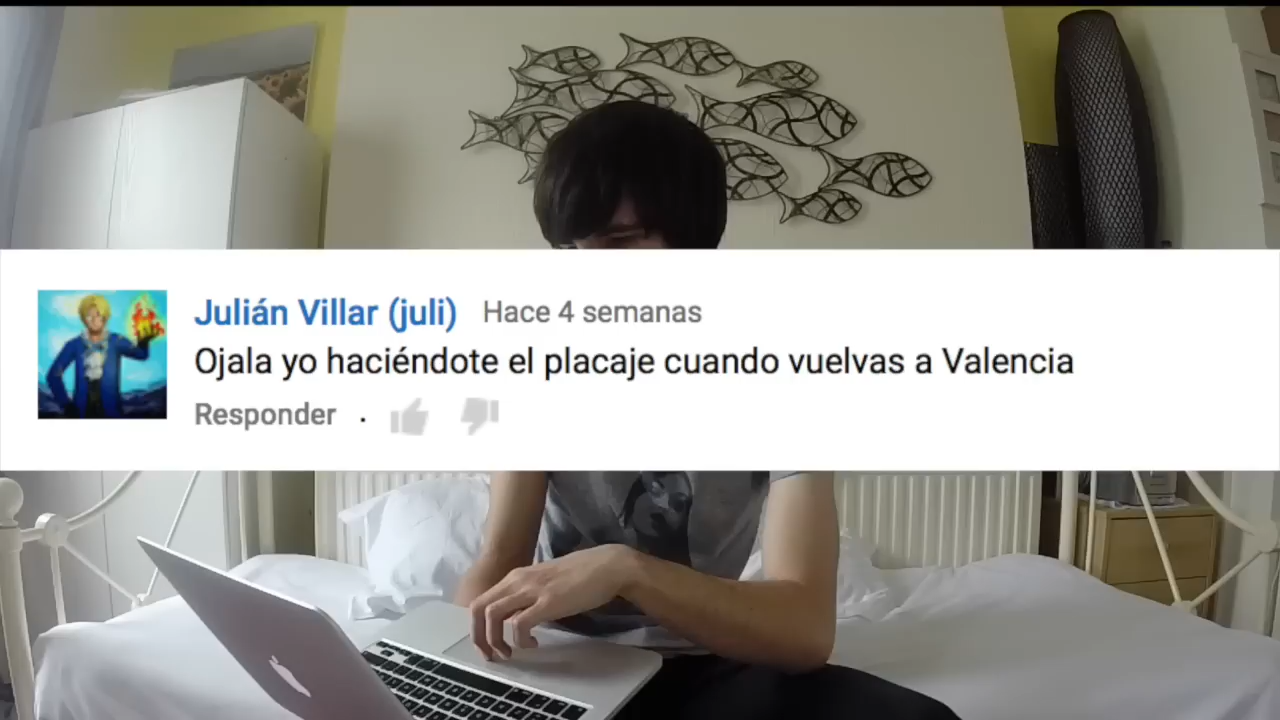 Julián Villar (juli) Hace 4 semanas
Ojala yo haciéndote el placaje cuando vuelvas a Valencia
Responder .